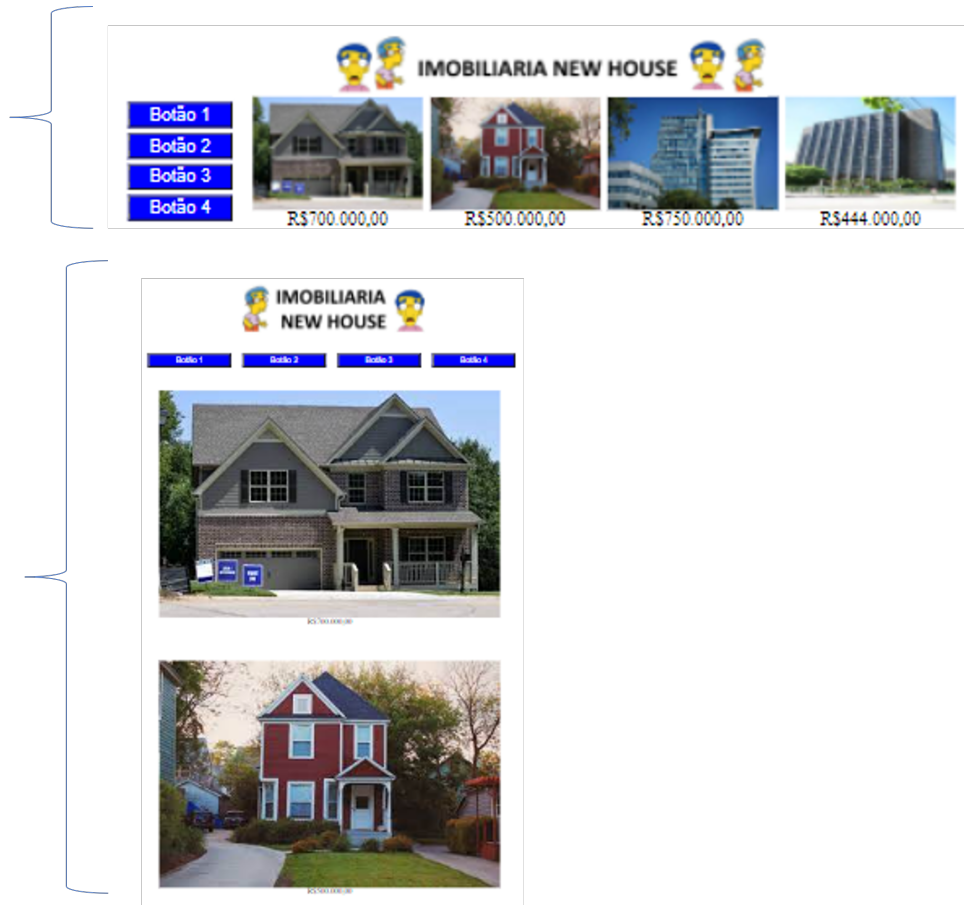 IMOBILIARIA NEW HOUSE
Botão 1
Botão 2
Botão 3
Botão 4
R$700.000,00
R$500.000,00
R$750.000,00
R$444.000,00
IMOBILIARIA
NEW HOUSE
Botão 1
Botão 2
Botão 3
Botão 4
R$700.000,00
R$500.000,00